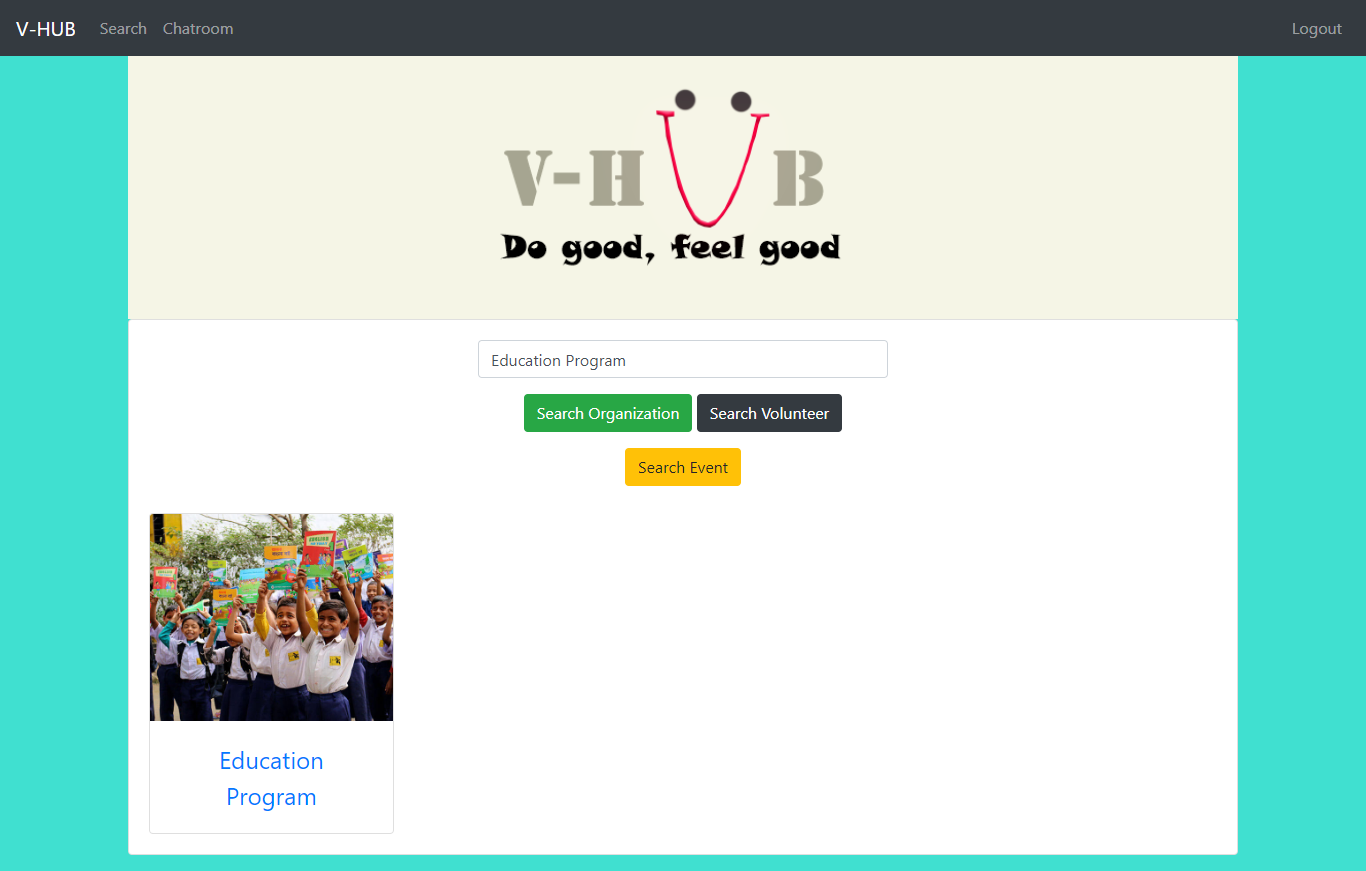 V-HUB Search Chatroom Logout
V-HUB
Do good, feel good
Education Program
Search Organization Search Volunteer
Search Event
ENGLISH
Education
Program